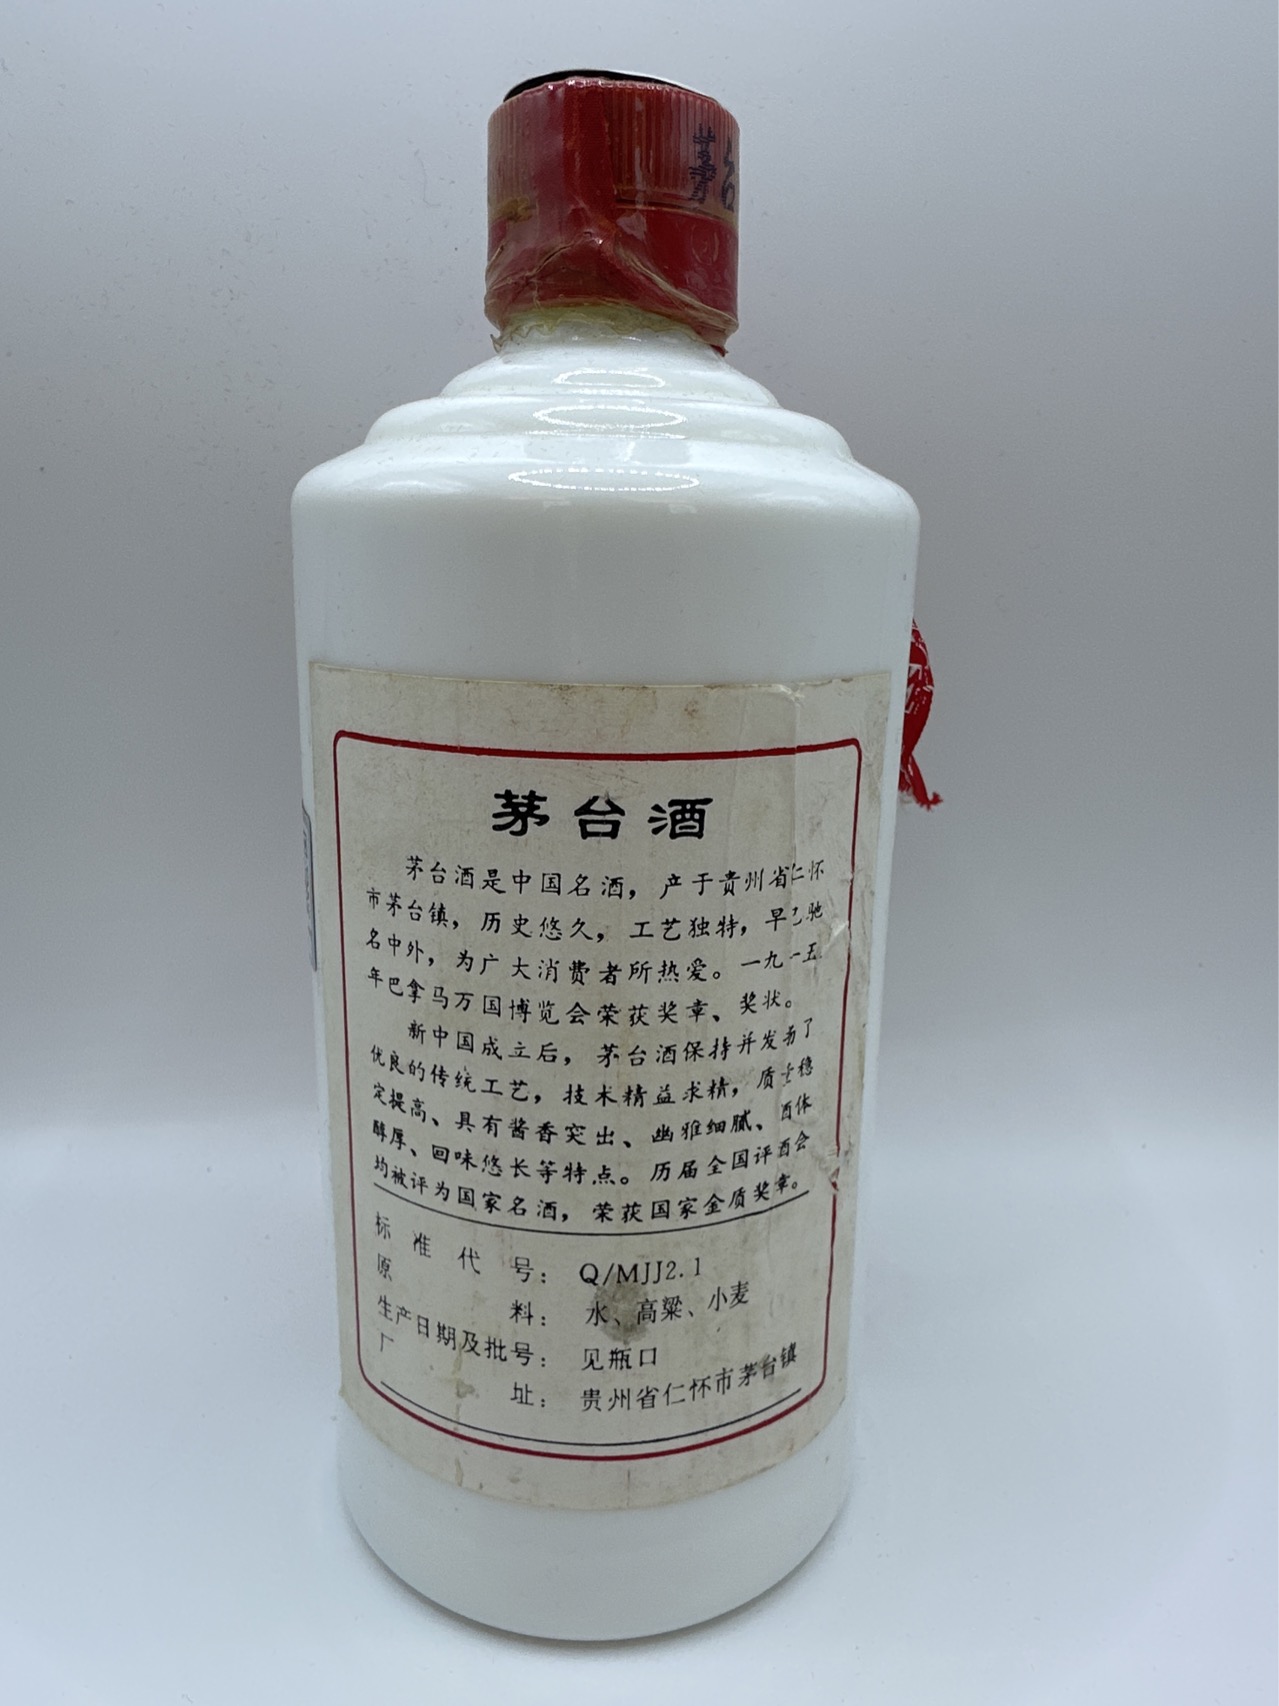 茅台
茅台酒
茅台酒是中国名酒，产于贵州省仁怀
市茅台镇，历史悠久，工艺独特，早已驰
名中外，为广大消费者所热爱。一九一五
年巴拿马万国博览会荣获奖章、奖状。
新中国成立后，茅台酒保持并发扬了
优良的传统工艺，技术精益求精，质量稳
定提高、具有酱香突出、幽雅细腻、酒体
醇厚、回味悠长等特点。历届全国评酒会
均被评为国家名酒，荣获国家金质奖章。
标准代号：Q/MJJ2.1
原料：水、高粱、小麦
生产日期及批号：见瓶口
厂址：贵州省仁怀市茅台镇